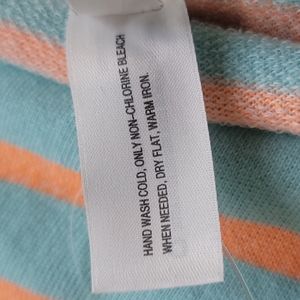 HAND WASH COLD, ONLY NON-CHLORINE BLEACH
WHEN NEEDED, DRY FLAT, WARM IRON.